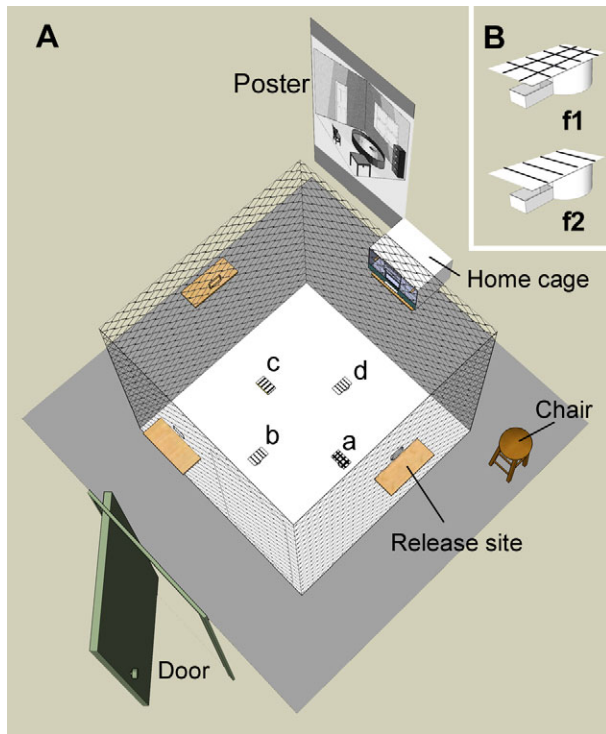 A
B
Poster
f1
f2
Home cage
c
d
Chair
b
a
Release site
Door